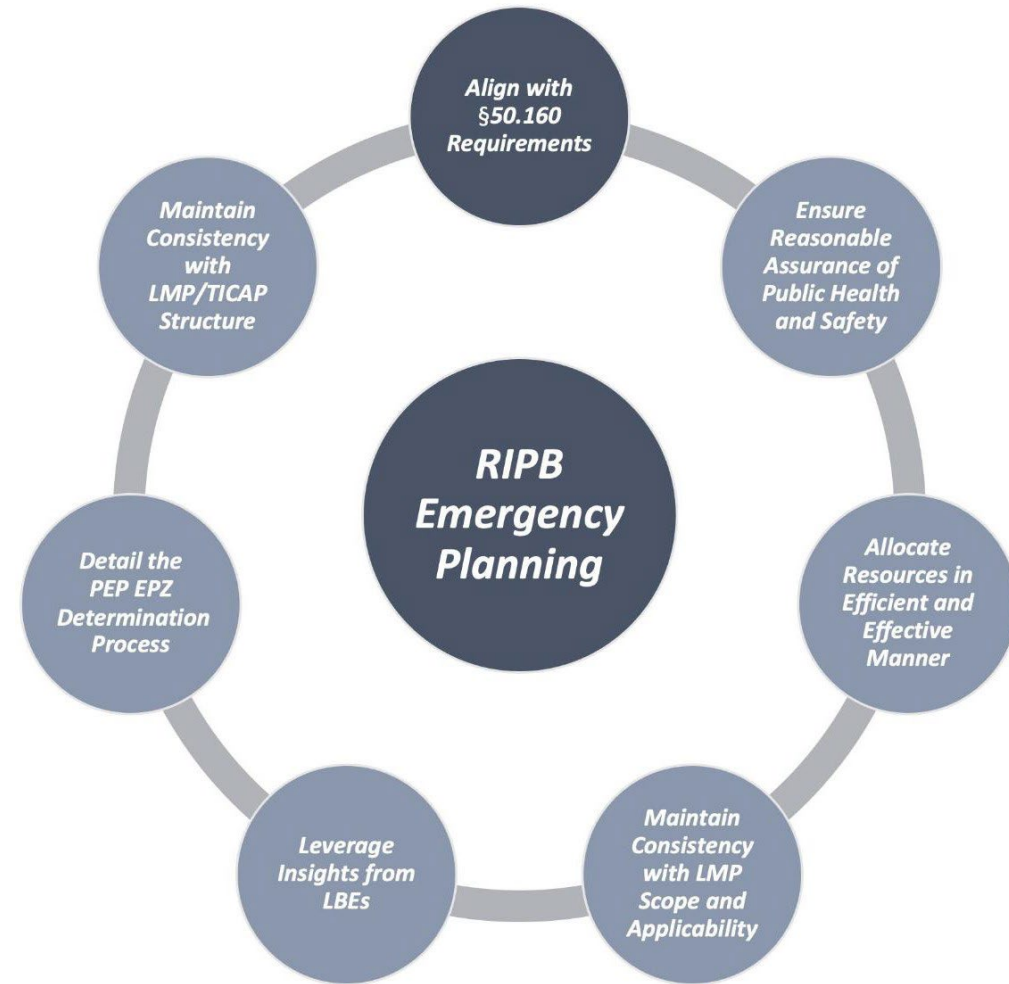 Align with
§50.160
Requirements
Ensure
Reasonable
Assurance of
Public Health
and Safety
Allocate
Resources in
Efficient and
Effective
Manner
Maintain
Consistency
with LMP
Scope and
Applicability
Leverage
Insights from
LBEs
Detail the
PEP EPZ
Determination
Process
Maintain
Consistency
with
LMP/TICAP
Structure
RIPB
Emergency
Planning